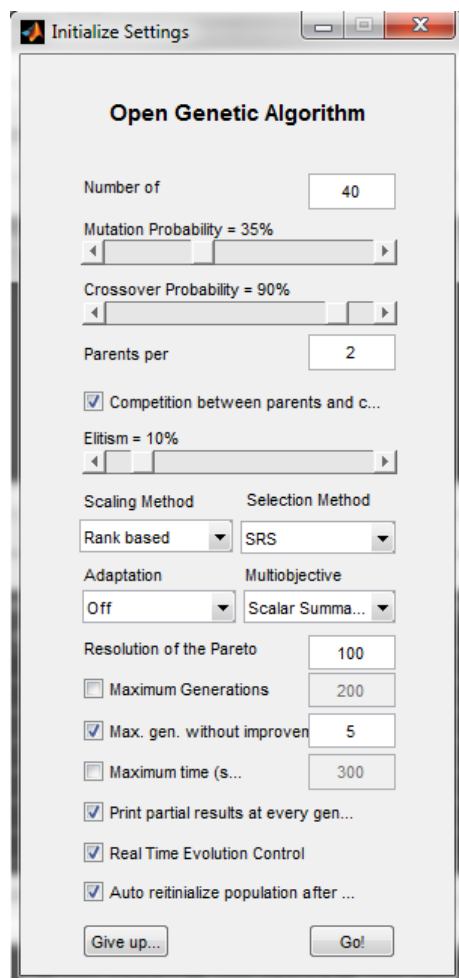 Initialize Settings
Open Genetic Algorithm
Number of 40
Mutation Probability = 35%
Crossover Probability = 90%
Parents per 2
Competition between parents and c...
Elitism = 10%
Scaling Method Selection Method
Rank based SRS
Adaptation Multiobjective
Off Scalar Summa...
Resolution of the Pareto 100
Maximum Generations 200
Max. gen. without improven 5
Maximum time (s... 300
Print partial results at every gen...
Real Time Evolution Control
Auto reitinialize population after ...
Give up... Go!